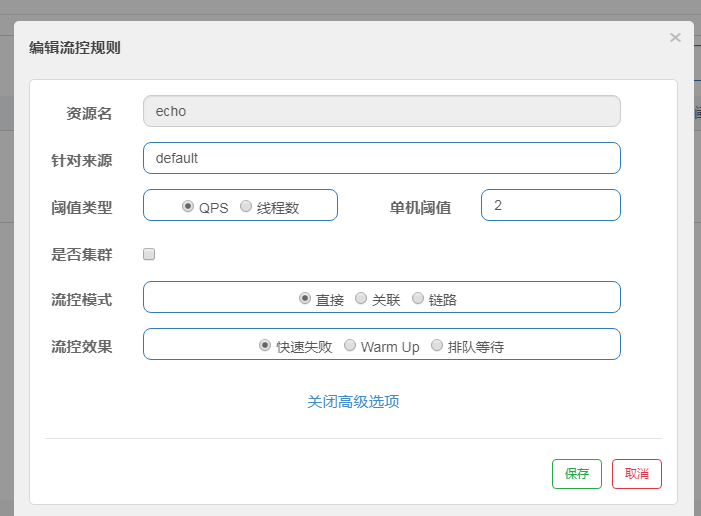 编辑流控规则
×
资源名 echo
针对来源 default
阈值类型 QPS 线程数 单机阈值 2
是否集群
流控模式 直接 关联 链路
流控效果 快速失败 Warm Up 排队等待
关闭高级选项
保存 取消